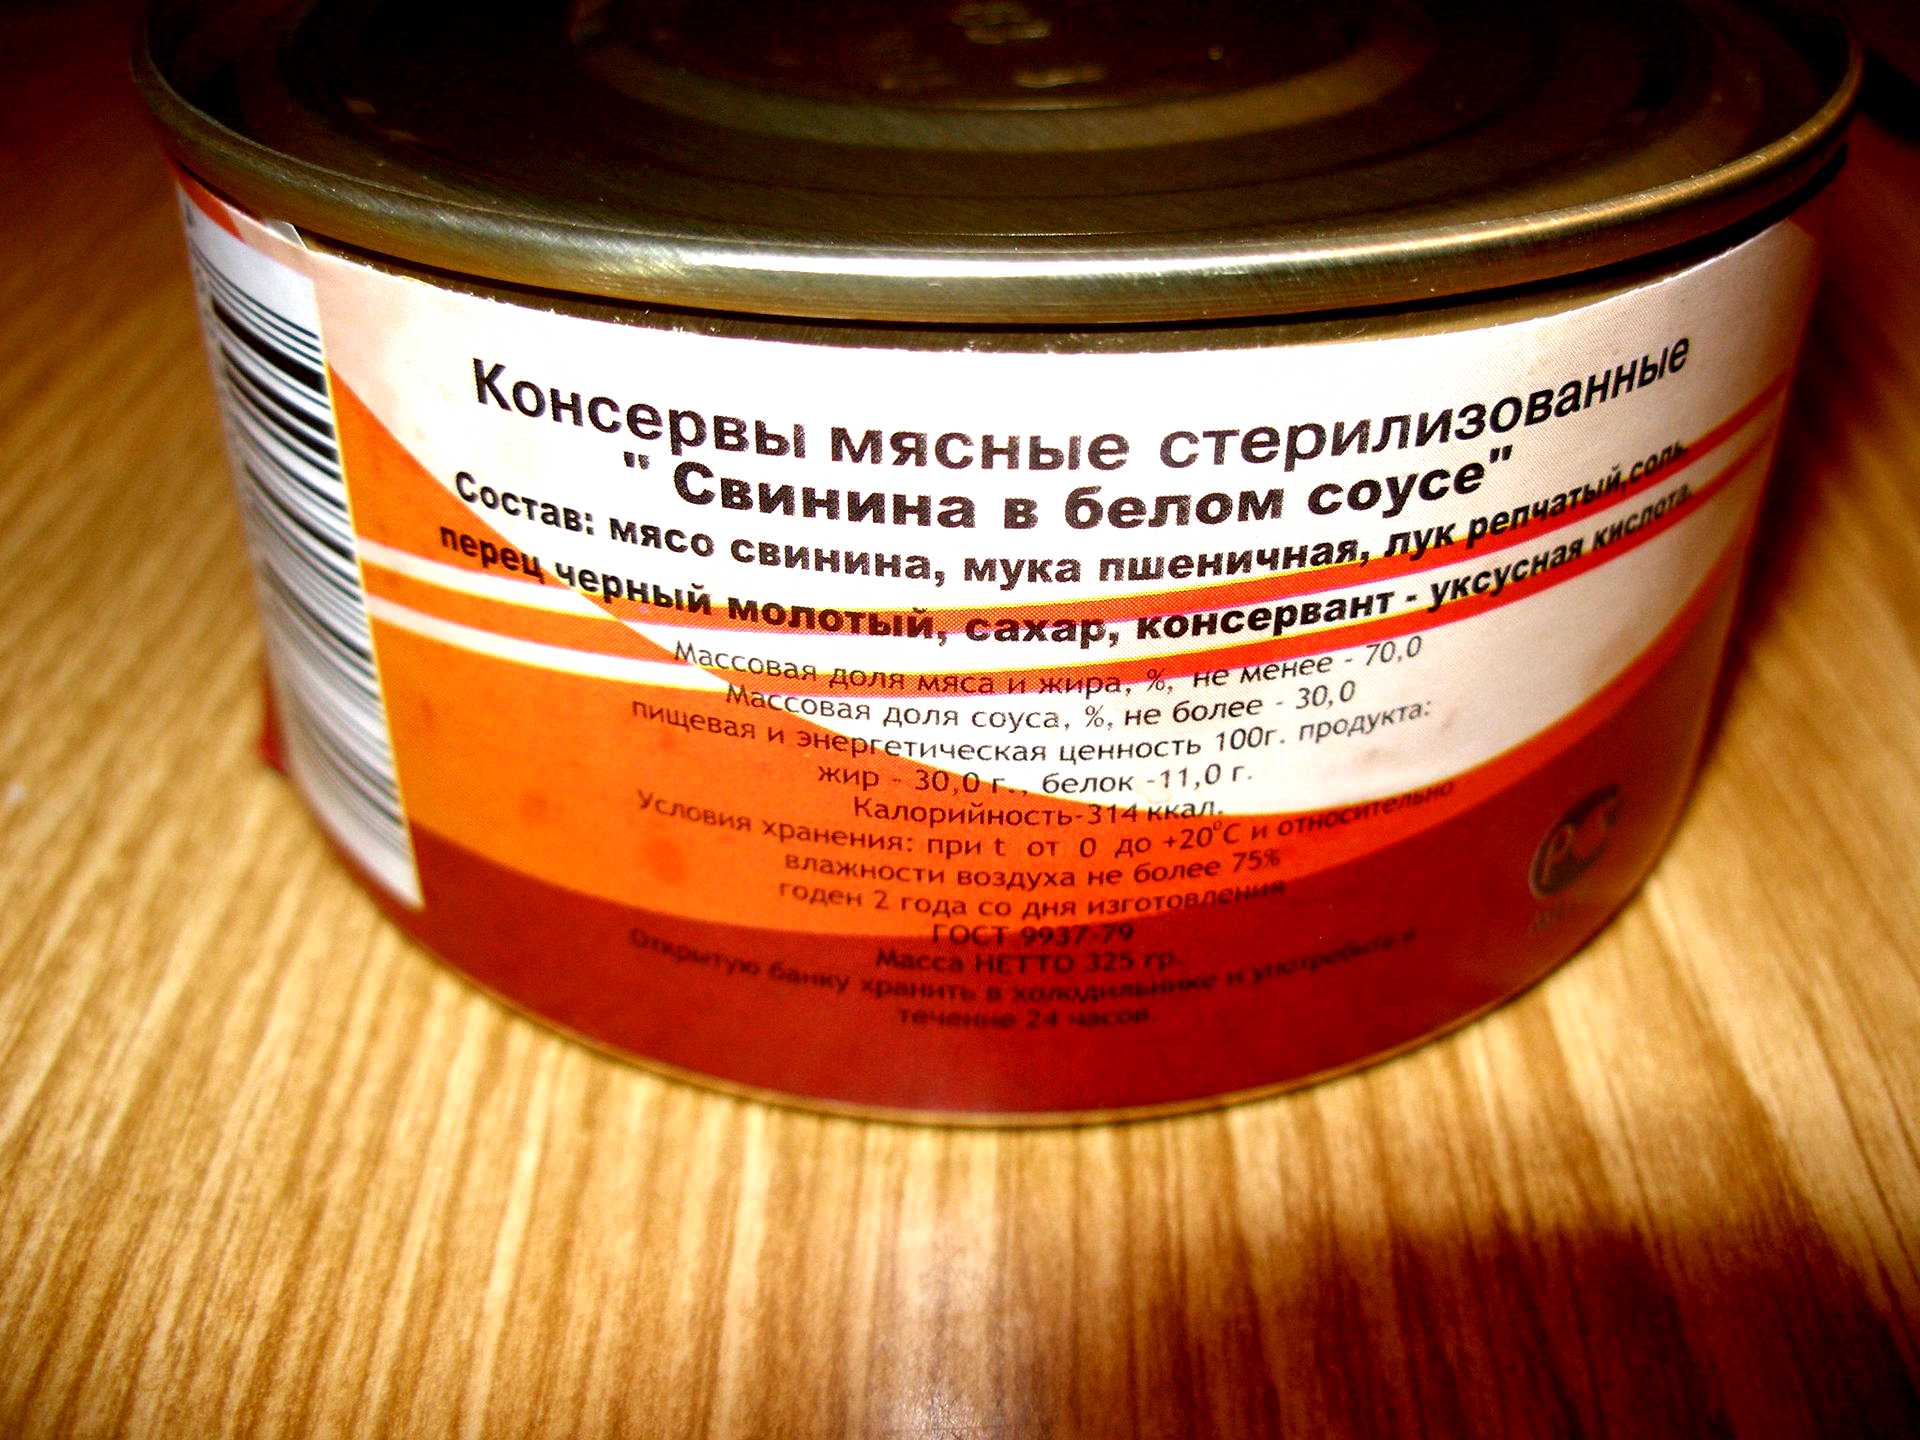 Консервы мясные стерилизованные
" Свинина в белом соусе"
Состав: мясо свинина, мука пшеничная, лук репчатый,соль,
перец черный молотый, сахар, консервант - уксусная кислота.
Массовая доля мяса и жира, %, не менее - 70,0
Массовая доля соуса, %, не более - 30,0
пищевая и энергетическая ценность 100г. продукта:
жир - 30,0 г., белок -11,0 г.
Калорийность-314 ккал.
Условия хранения: при t от 0 до +20°С и относительно
влажности воздуха не более 75%
годен 2 года со дня изготовления
ГОСТ 9937-79
Масса НЕТТО 325 гр.
Открытую банку хранить в холодильнике и употребить в
течение 24 часов.